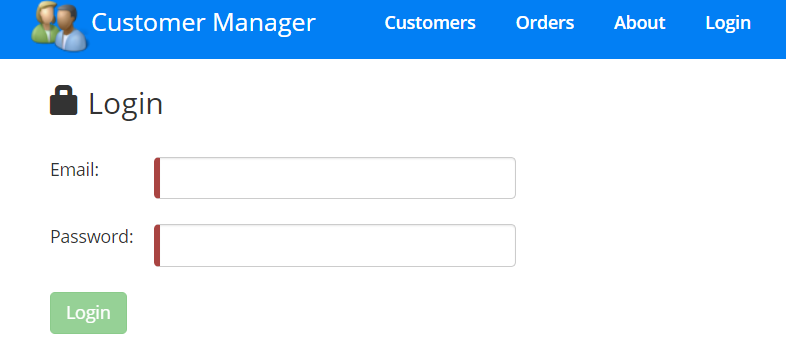 Customer Manager Customers Orders About Login
Login
Email:
Password:
Login